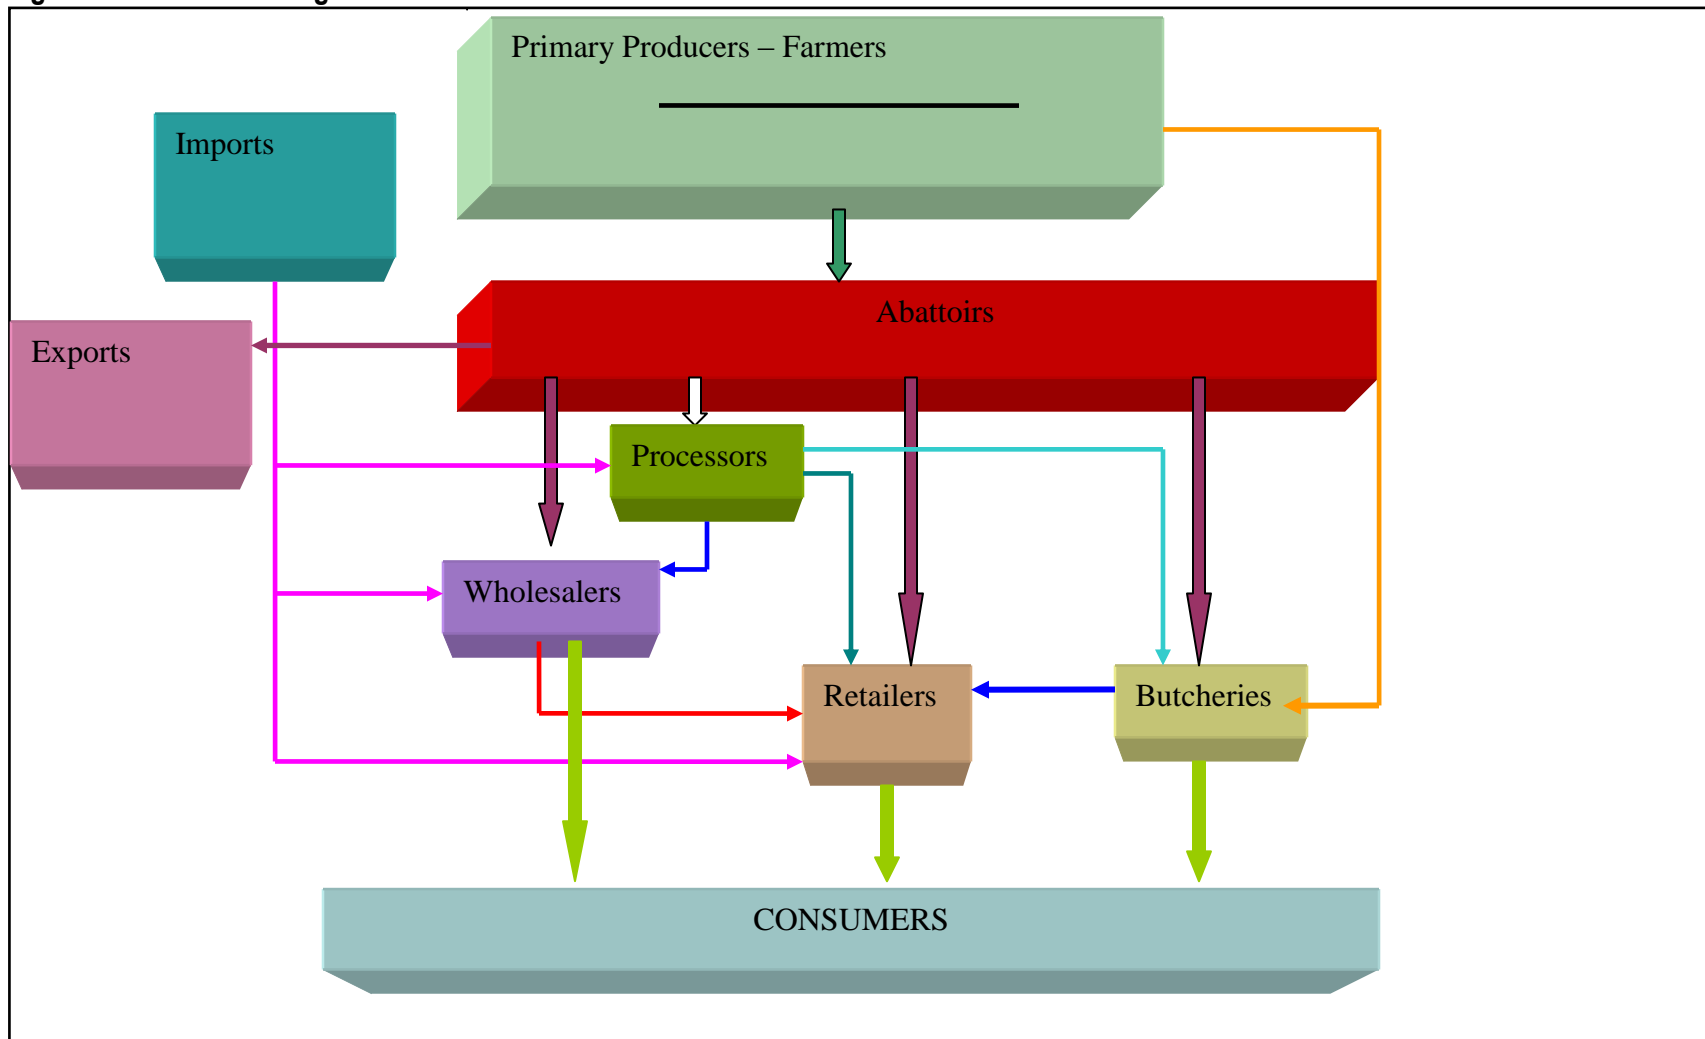 Primary Producers – Farmers
Imports
Abattoirs
Exports
Processors
Wholesalers
Retailers
Butcheries
CONSUMERS